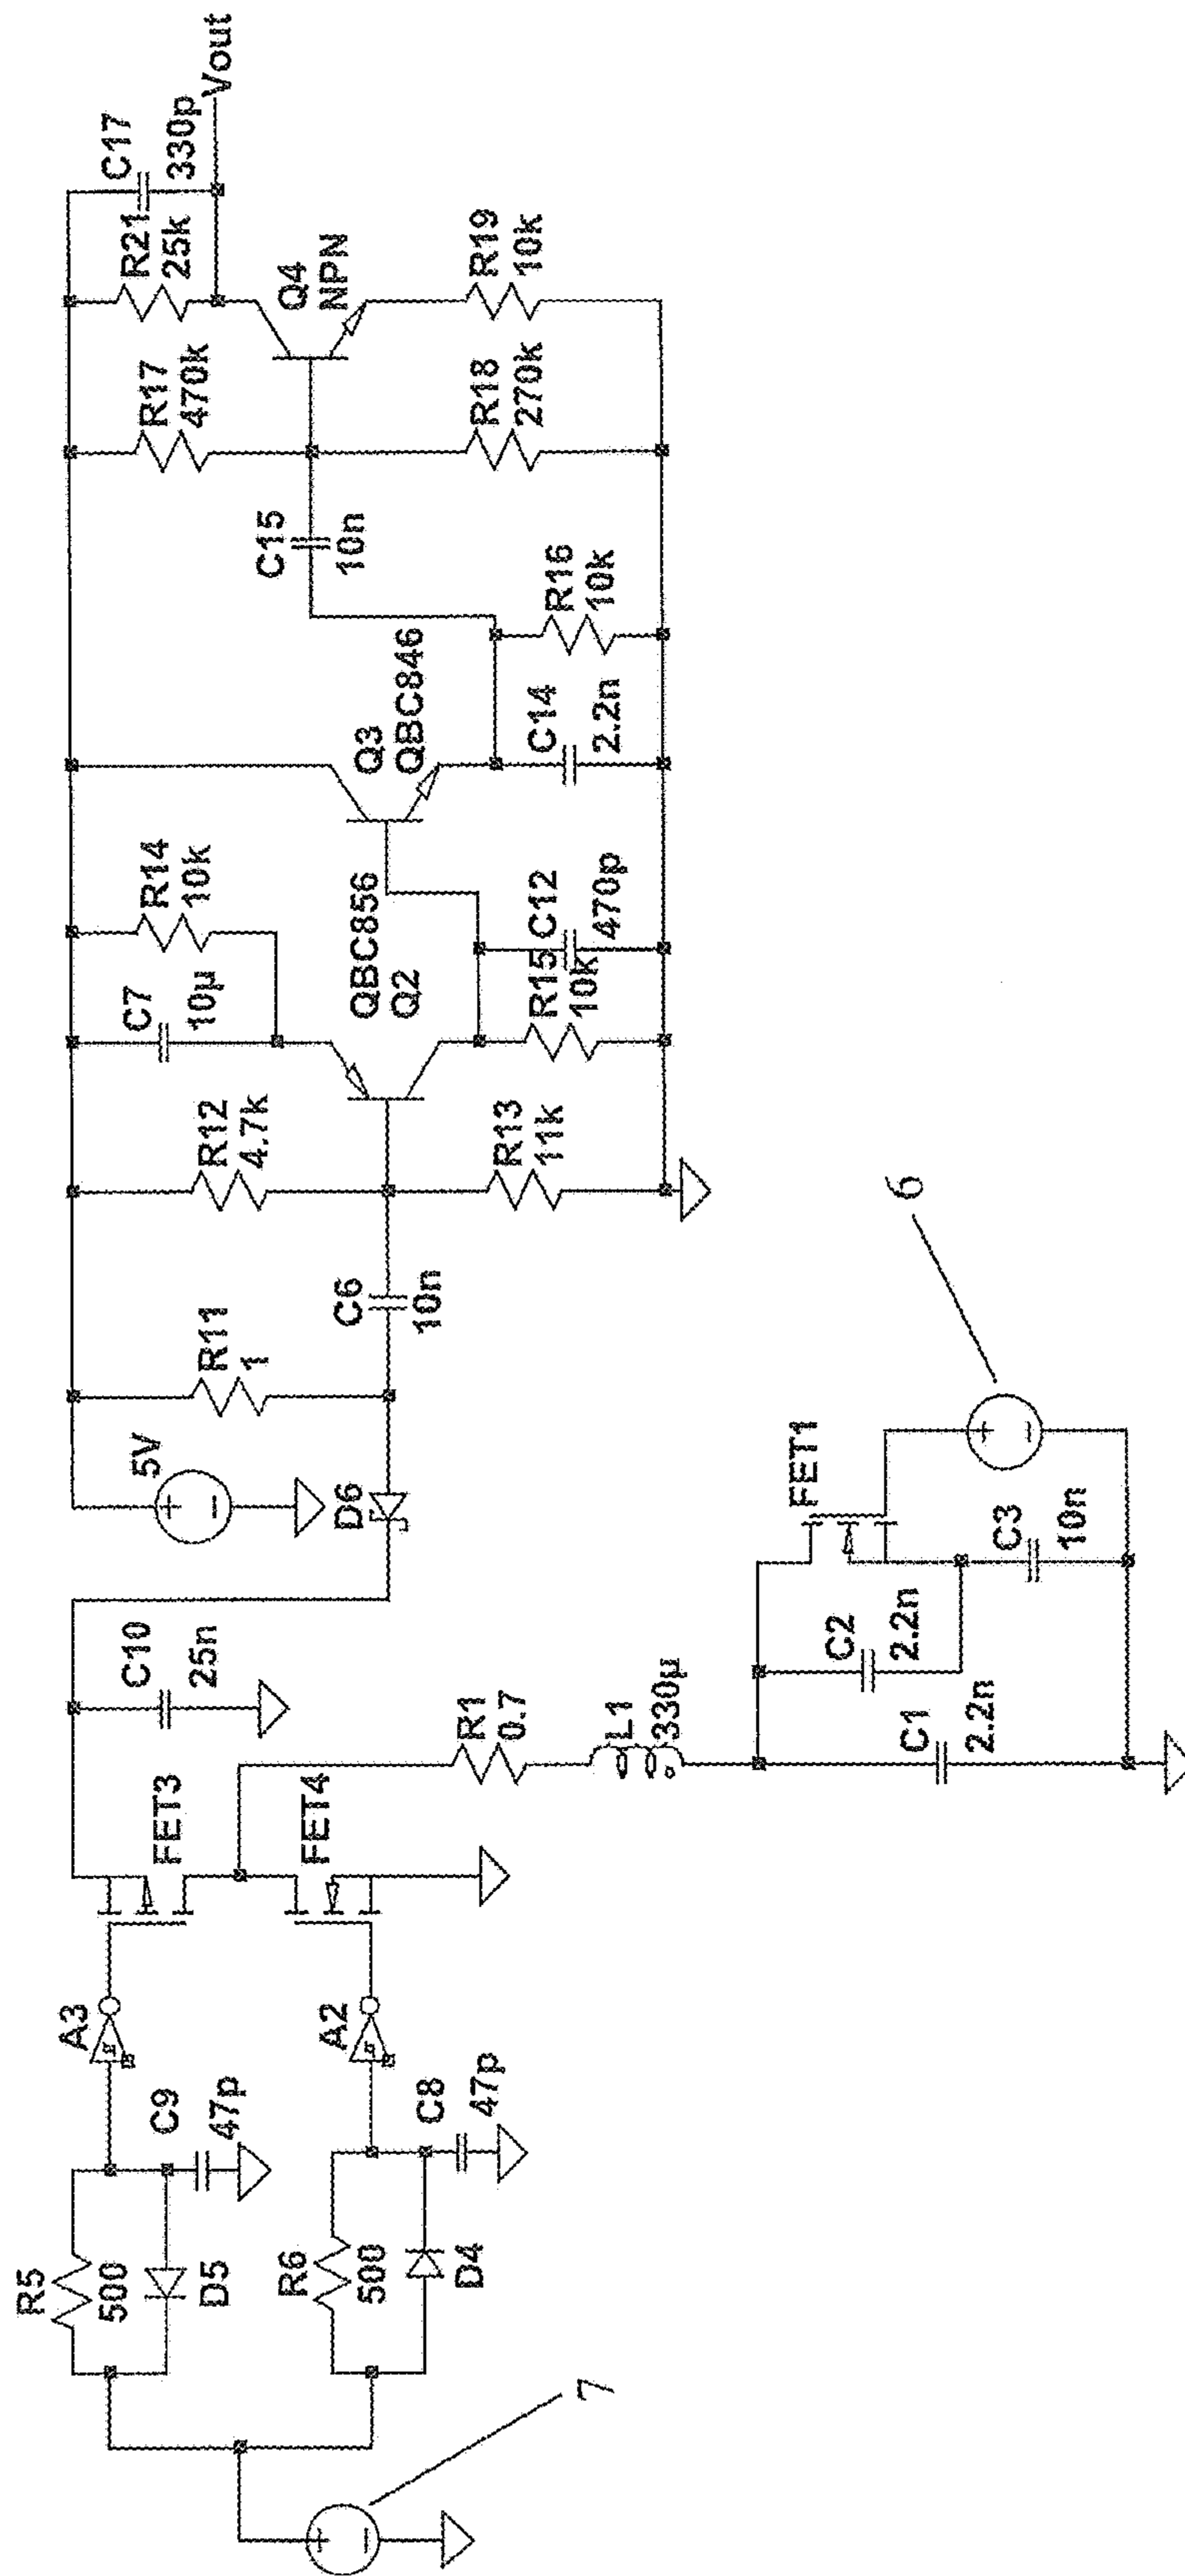 R5
500
D5
C9
47p
A3
R6
500
D4
C8
47p
A2
7
FET3
FET4
C10
25n
R1
0.7
L1
330µ
C1
2.2n
C2
2.2n
C3
10n
FET1
6
5V
D6
R11
1
C6
10n
R12
4.7k
R13
11k
C7
10µ
R14
10k
QBC856
Q2
R15
10k
C12
470p
Q3
QBC846
C14
2.2n
R16
10k
C15
10n
R17
470k
R18
270k
R21
25k
Q4
NPN
R19
10k
C17
330p
Vout